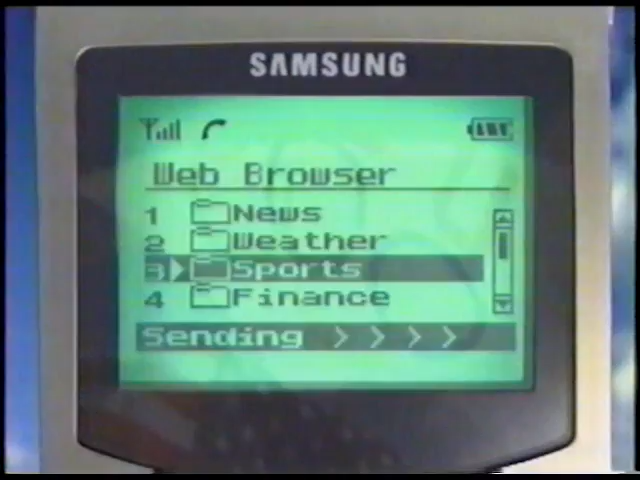 SAMSUNG
Web Browser
1 News
2 Weather
3 Sports
4 Finance
Sending > > > >